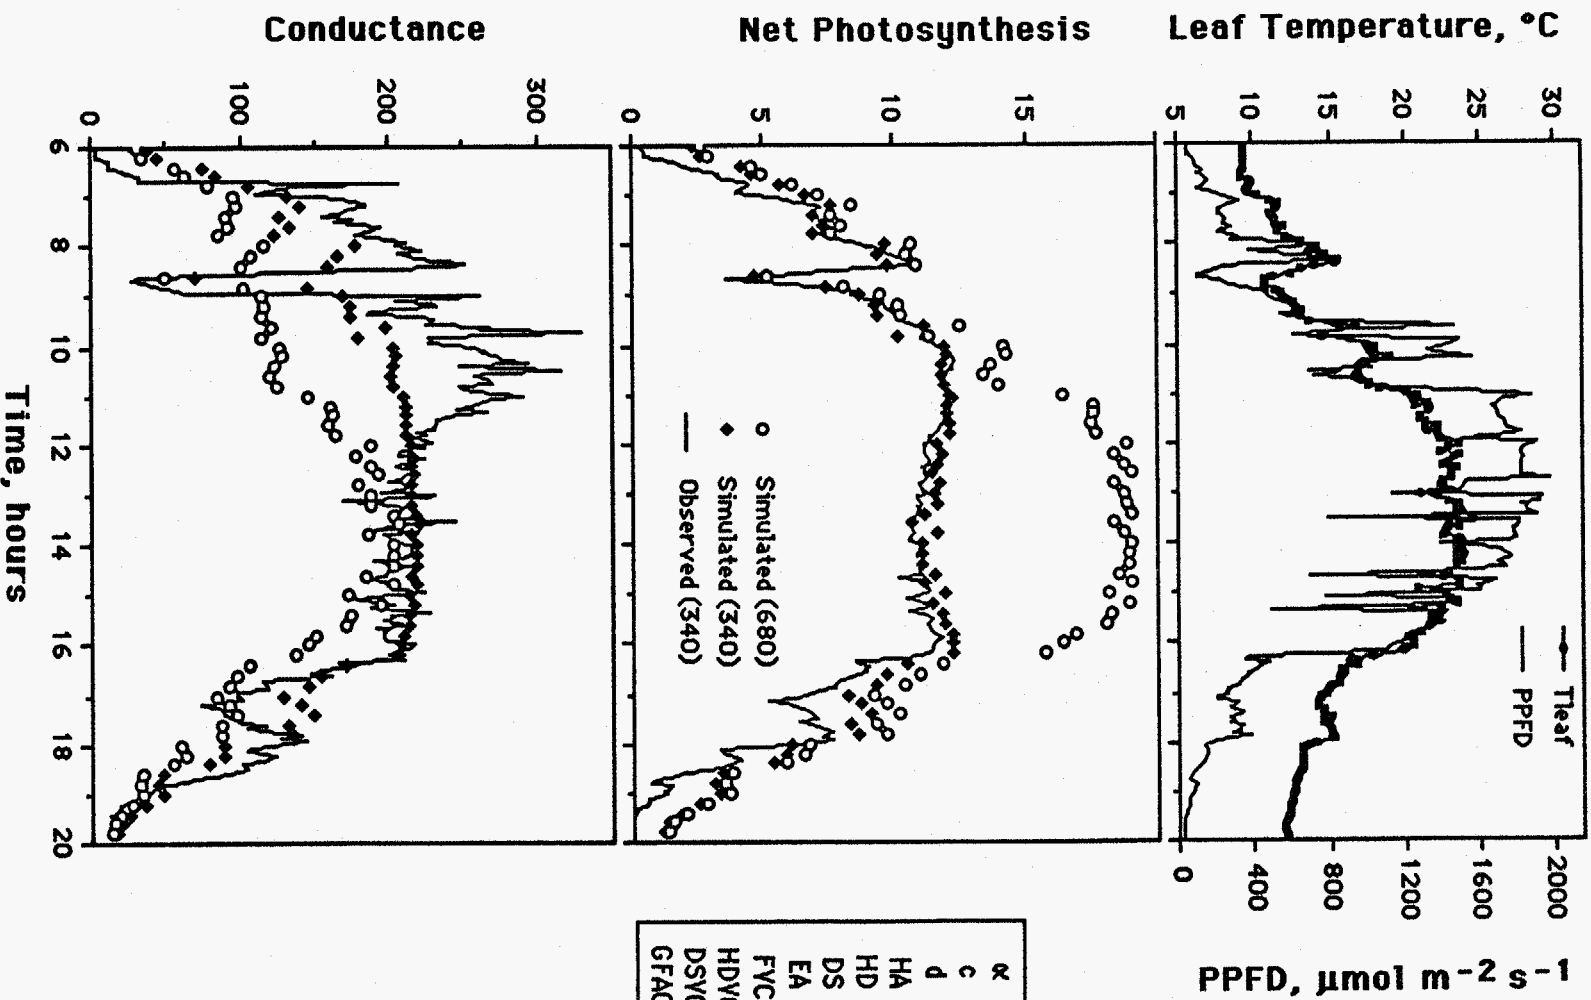 Conductance
Net Photosynthesis
Leaf Temperature, °C
0
100
200
300
0
5
10
15
5
10
15
20
25
30
6
8
10
12
14
16
18
20
Time, hours
Simulated (680)
Simulated (340)
Observed (340)
Tleaf
PPFD
0
400
800
1200
1600
2000
PPFD, μmol m⁻² s⁻¹
α
c
d
HA
HD
DS
EA